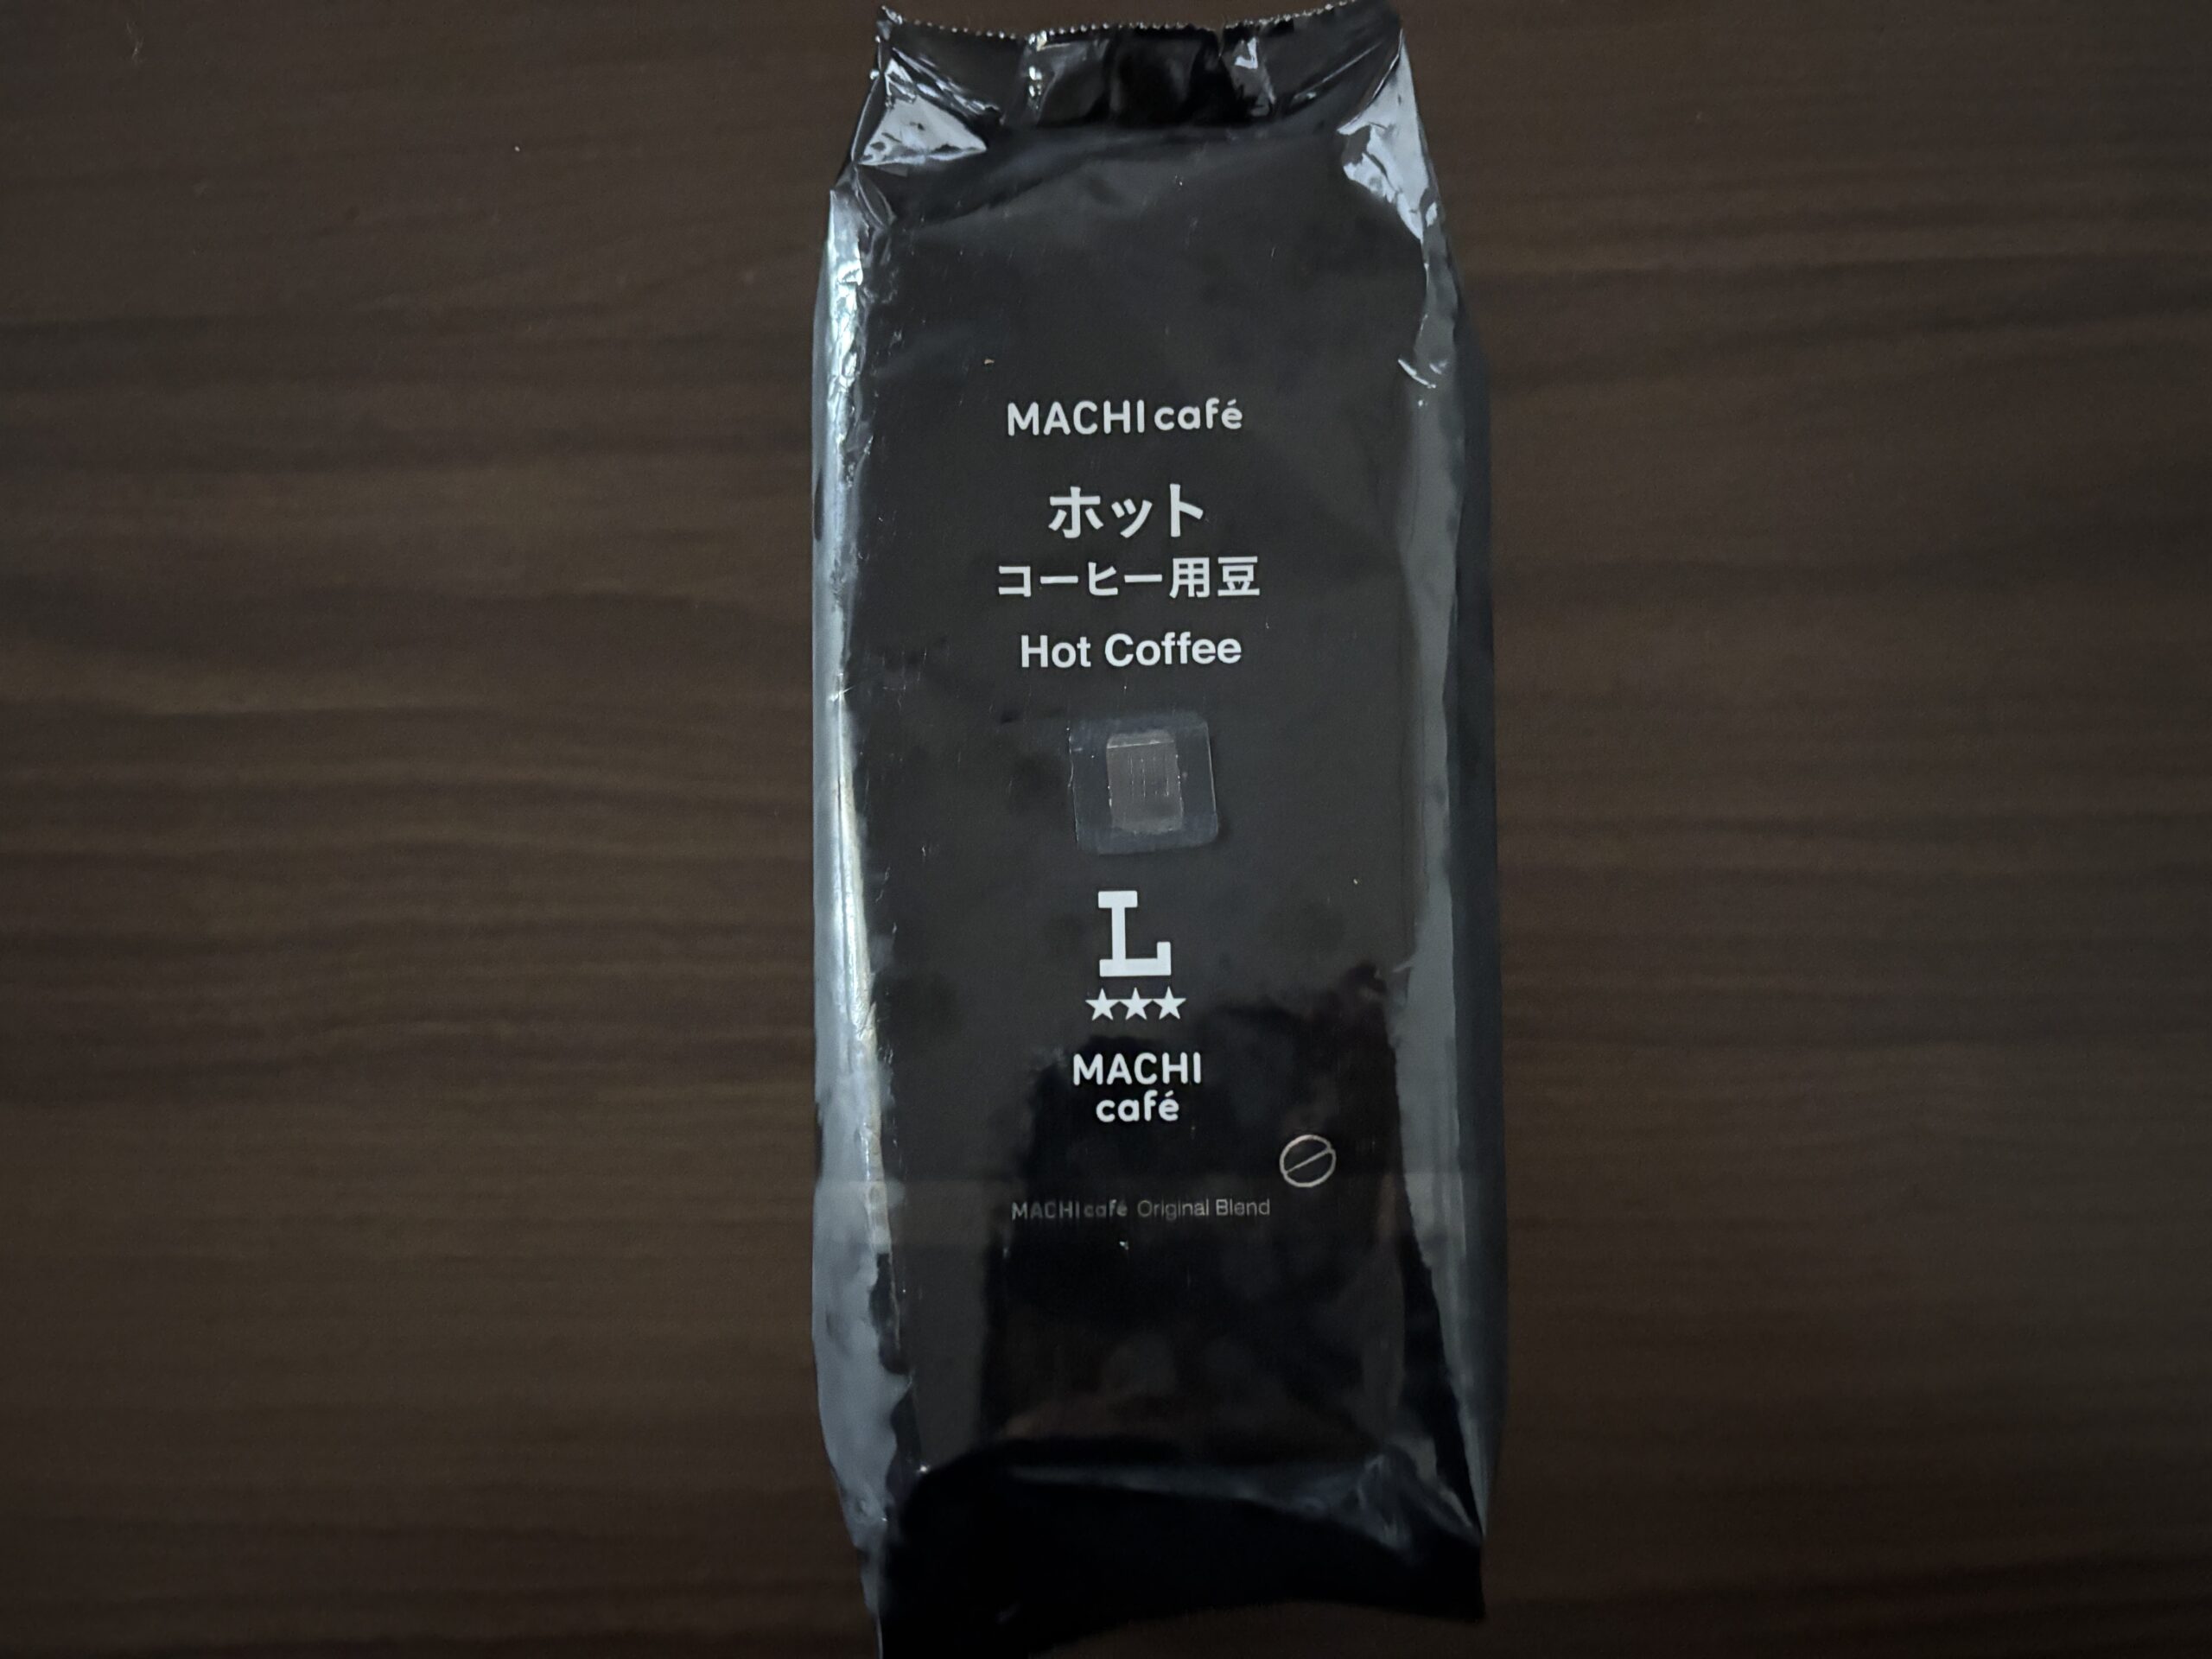 MACHI café
ホット
コーヒー用豆
Hot Coffee
L
★★★
MACHI
café
MACHI café Original Blend